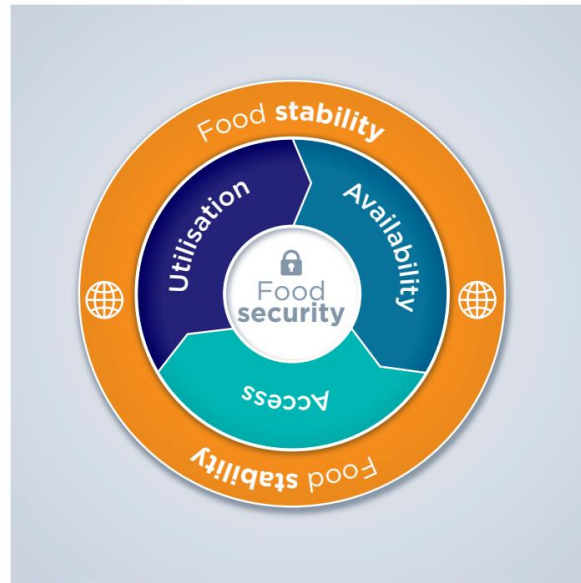 Food stability
Utilisation
Availability
Food
security
Access
Food stability